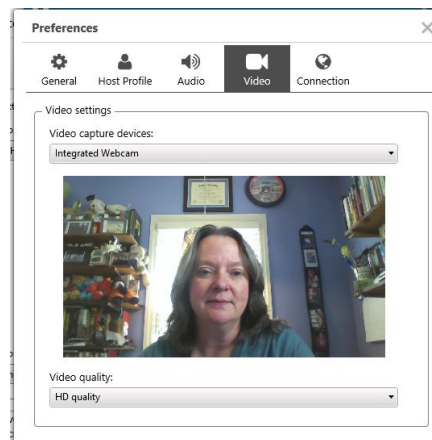 Preferences
General Host Profile Audio Video Connection
Video settings
Video capture devices:
Integrated Webcam
Video quality:
HD quality